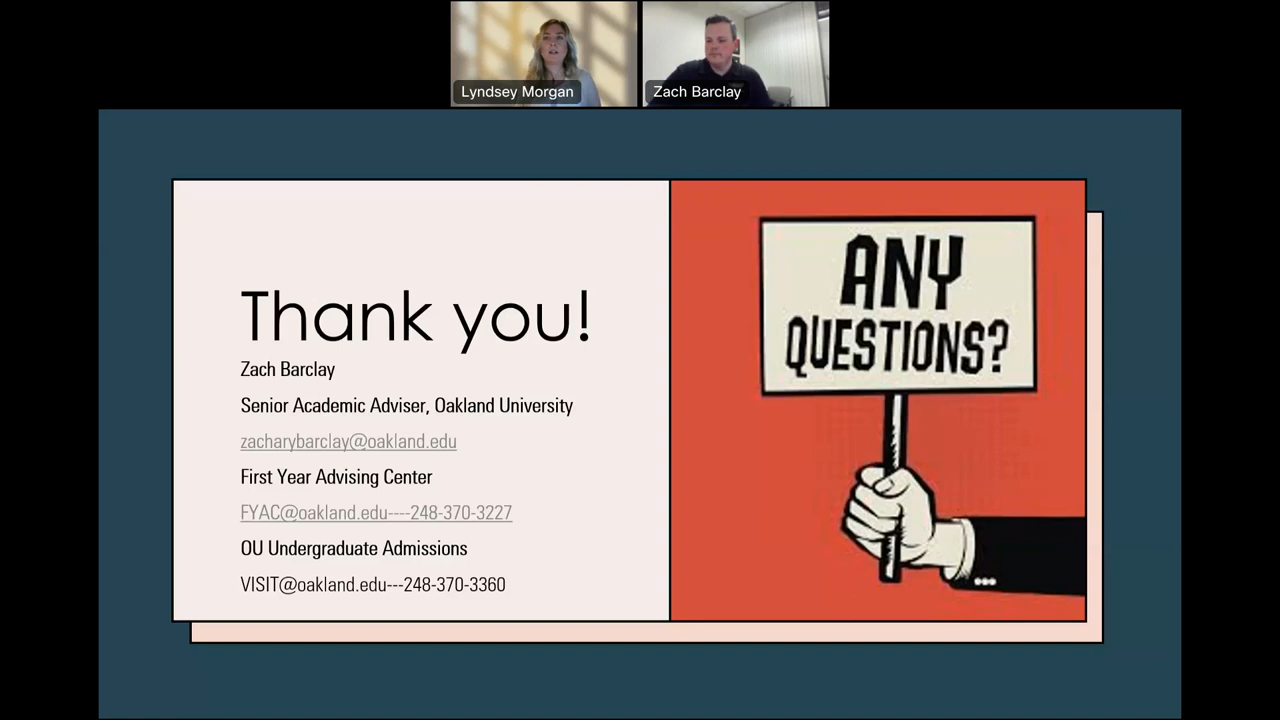 Lyndsey Morgan
Zach Barclay
Thank you!
Zach Barclay
Senior Academic Adviser, Oakland University
zacharybarclay@oakland.edu
First Year Advising Center
FYAC@oakland.edu----248-370-3227
OU Undergraduate Admissions
VISIT@oakland.edu---248-370-3360
ANY
QUESTIONS?